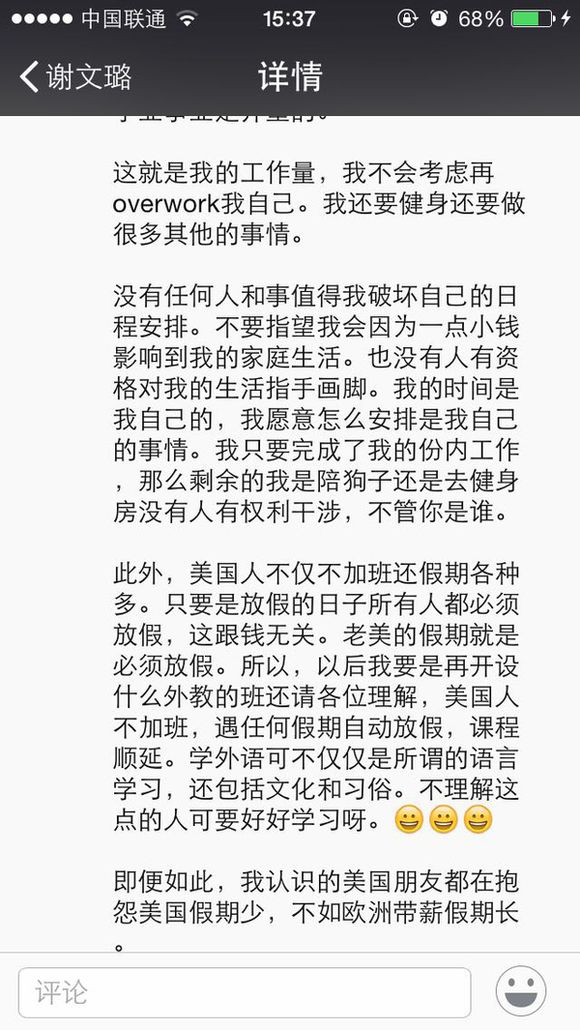 中国联通
15:37
68%
谢文璐
详情
这就是我的工作量，我不会考虑再
overwork我自己。我还要健身还要做
很多其他的事情。
没有任何人和事值得我破坏自己的日
程安排。不要指望我会因为一点小钱
影响到我的家庭生活。也没有人有资
格对我的生活指手画脚。我的时间是
我自己的，我愿意怎么安排是我自己
的事情。我只要完成了我的份内工作
，那么剩余的我是陪狗子还是去健身
房没有人有权利干涉，不管你是谁。
此外，美国人不仅不加班还假期各种
多。只要是放假的日子所有人都必须
放假，这跟钱无关。老美的假期就是
必须放假。所以，以后我要是再开设
什么外教的班还请各位理解，美国人
不加班，遇任何假期自动放假，课程
顺延。学外语可不仅仅是所谓的语言
学习，还包括文化和习俗。不理解这
点的人可要好好学习呀。😀😀😀
即便如此，我认识的美国朋友都在抱
怨美国假期少，不如欧洲带薪假期长
。
评论